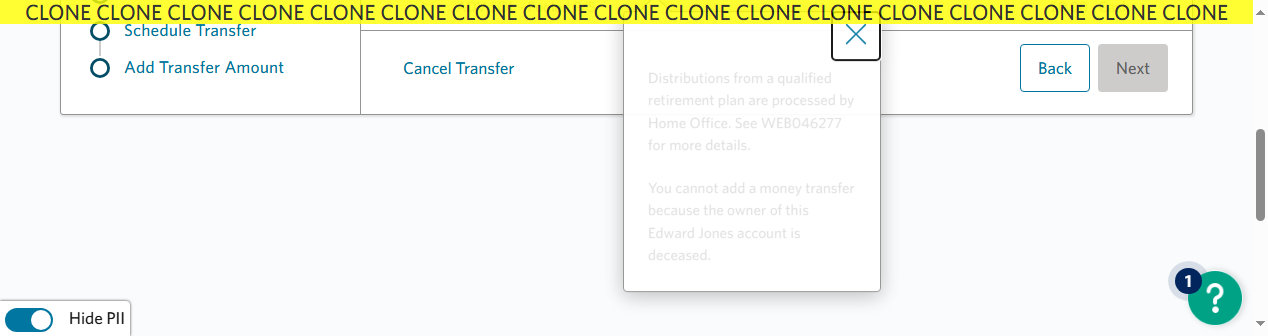 CLONE CLONE CLONE CLONE CLONE CLONE CLONE CLONE CLONE CLONE CLONE CLONE CLONE CLONE CLONE CLONE CLONE
Schedule Transfer
Add Transfer Amount
Cancel Transfer
Distributions from a qualified
retirement plan are processed by
Home Office. See WEB046277
for more details.
You cannot add a money transfer
because the owner of this
Edward Jones account is
deceased.
Back
Next
1
?
Hide PII